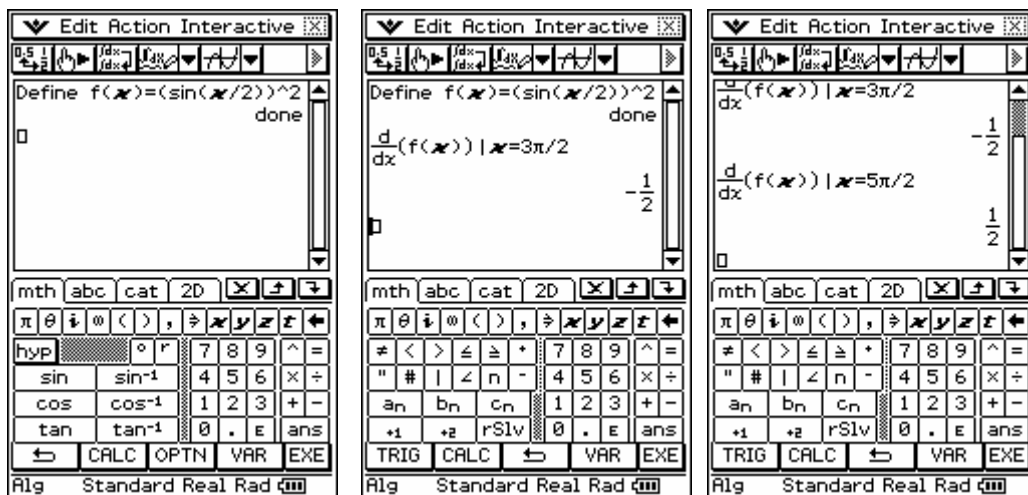 Edit Action Interactive
Define f(x)=(sin(x/2))^2
done
mth abc cat 2D
π θ i ∞ ( ) , ⇒ x y z t ←
hyp ° r 7 8 9 ^ =
sin sin⁻¹ 4 5 6 × ÷
cos cos⁻¹ 1 2 3 + −
tan tan⁻¹ 0 . E ans
CALC OPTN VAR EXE
Alg Standard Real Rad
Edit Action Interactive
Define f(x)=(sin(x/2))^2
done
d/dx(f(x))|x=3π/2
-1/2
mth abc cat 2D
π θ i ∞ ( ) , ⇒ x y z t ←
≠ < > ≤ ≥ 7 8 9 ^ =
" # | ∠ 4 5 6 × ÷
an bn cn 1 2 3 + −
+1 +2 rSlv 0 . E ans
TRIG CALC VAR EXE
Alg Standard Real Rad
Edit Action Interactive
d/dx(f(x))|x=3π/2
-1/2
d/dx(f(x))|x=5π/2
1/2
mth abc cat 2D
π θ i ∞ ( ) , ⇒ x y z t ←
≠ < > ≤ ≥ 7 8 9 ^ =
" # | ∠ 4 5 6 × ÷
an bn cn 1 2 3 + −
+1 +2 rSlv 0 . E ans
TRIG CALC VAR EXE
Alg Standard Real Rad